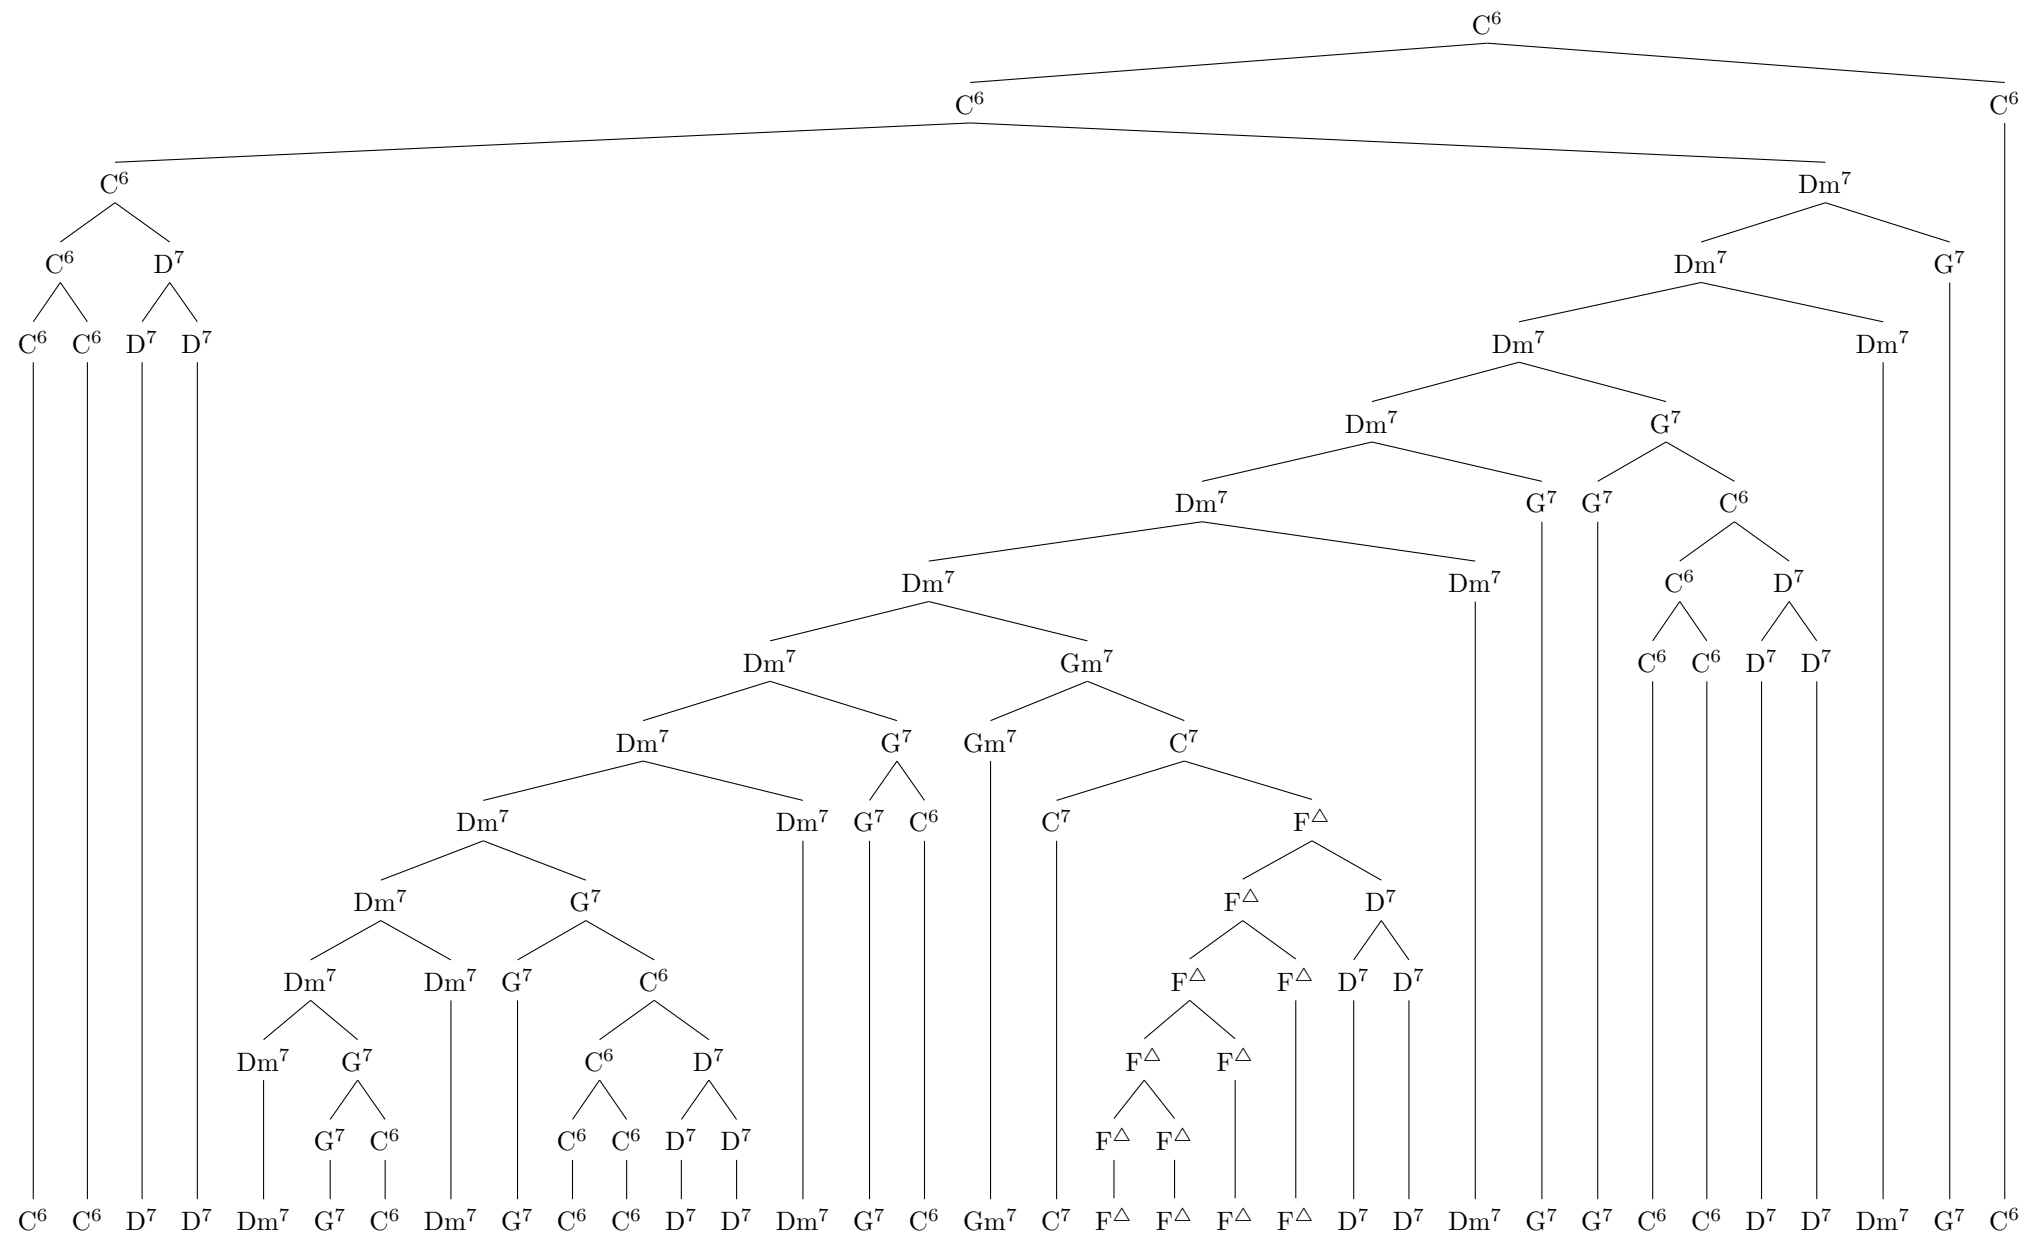 C⁶
C⁶ C⁶
C⁶ Dm⁷
C⁶ D⁷ Dm⁷ G⁷
C⁶ C⁶ D⁷ D⁷ Dm⁷ Dm⁷
Dm⁷ G⁷
Dm⁷ G⁷ G⁷ C⁶
Dm⁷ Dm⁷ C⁶ D⁷
Dm⁷ Gm⁷ C⁶ C⁶ D⁷ D⁷
Dm⁷ G⁷ Gm⁷ C⁷
Dm⁷ Dm⁷ G⁷ C⁶ C⁷ F△
Dm⁷ G⁷ F△ D⁷
Dm⁷ Dm⁷ G⁷ C⁶ F△ F△ D⁷ D⁷
Dm⁷ G⁷ C⁶ D⁷ F△ F△
G⁷ C⁶ C⁶ C⁶ D⁷ D⁷ F△ F△
C⁶ C⁶ D⁷ D⁷ Dm⁷ G⁷ C⁶ Dm⁷ G⁷ C⁶ C⁶ D⁷ D⁷ Dm⁷ G⁷ C⁶ Gm⁷ C⁷ F△ F△ F△ F△ D⁷ D⁷ Dm⁷ G⁷ G⁷ C⁶ C⁶ D⁷ D⁷ Dm⁷ G⁷ C⁶